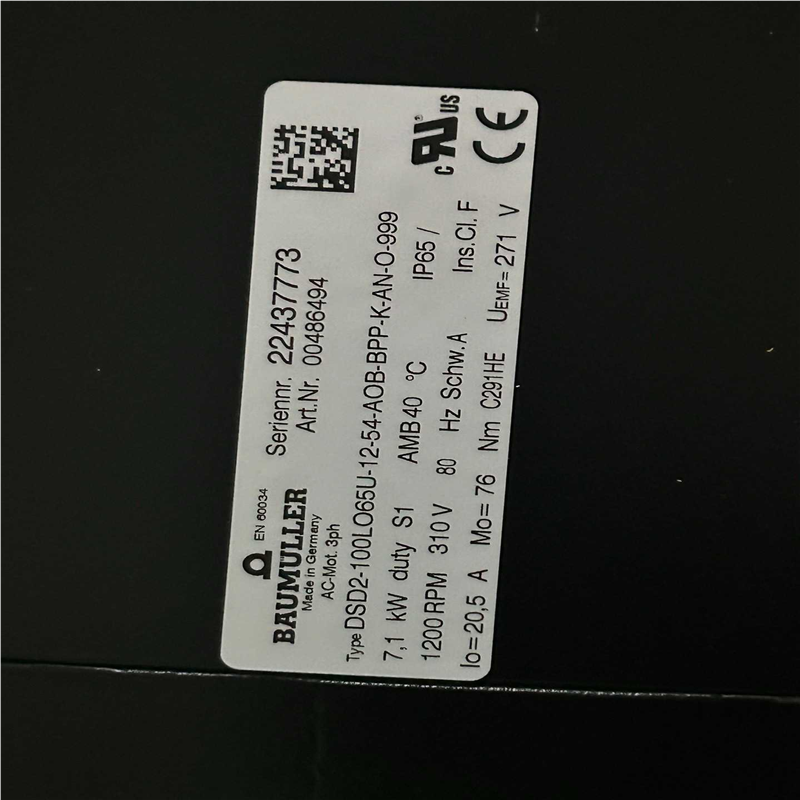 EN 60034
BAUMÜLLER
Made in Germany
AC-Mot. 3ph
Seriennr. 22437773
Art.Nr. 00486494
c RU US
CE
Type DSD2-100LO65U-12-54-AOB-BPP-K-AN-O-999
7,1 kW duty S1 AMB40 °C IP65 /
1200 RPM 310 V 80 Hz Schw.A Ins.Cl. F
Io=20,5 A Mo= 76 Nm C291HE UEMF= 271 V